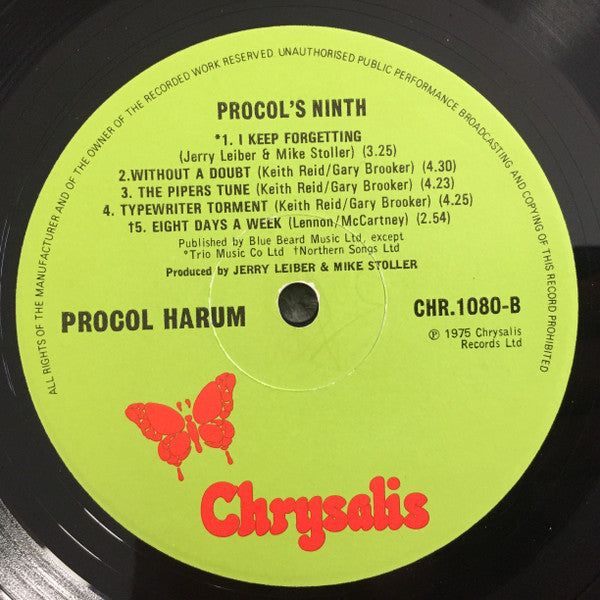 ALL RIGHTS OF THE MANUFACTURER AND OF THE OWNER OF THE RECORDED WORK RESERVED. UNAUTHORISED PUBLIC PERFORMANCE BROADCASTING AND COPYING OF THIS RECORD PROHIBITED
PROCOL'S NINTH
*1. I KEEP FORGETTING
(Jerry Leiber & Mike Stoller) (3.25)
2.WITHOUT A DOUBT (Keith Reid/Gary Brooker) (4.30)
3. THE PIPERS TUNE (Keith Reid/Gary Brooker) (4.23)
4. TYPEWRITER TORMENT (Keith Reid/Gary Brooker) (4.25)
†5. EIGHT DAYS A WEEK (Lennon/McCartney) (2.54)
Published by Blue Beard Music Ltd, except
*Trio Music Co Ltd †Northern Songs Ltd
Produced by JERRY LEIBER & MIKE STOLLER
PROCOL HARUM
CHR.1080-B
℗ 1975 Chrysalis
Records Ltd
Chrysalis